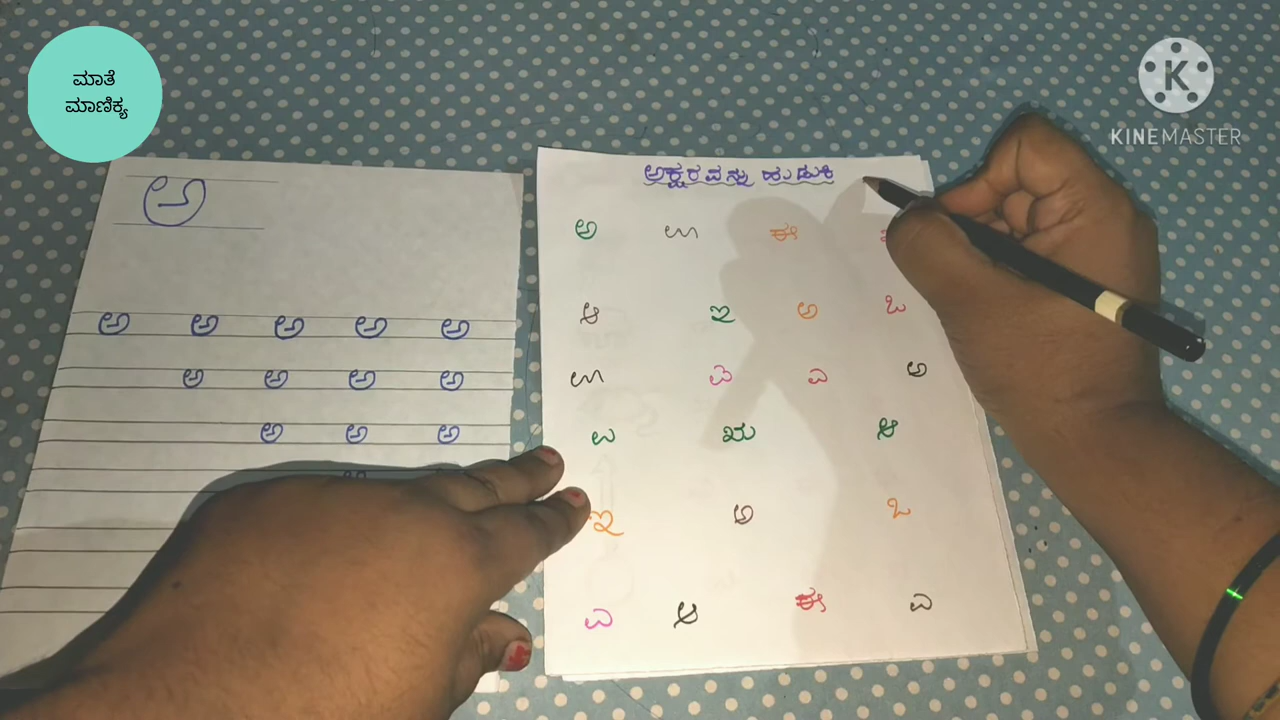 ಮಾತೆ
ಮಾಣಿಕ್ಯ
K
KINEMASTER
ಅ
ಅ ಅ ಅ ಅ ಅ
ಅ ಅ ಅ ಅ
ಅ ಅ ಅ
ಅಕ್ಷರವನ್ನು ಹುಡುಕಿ
ಅ ಉ ಈ
ಆ ಇ ಅ ಒ
ಉ ಏ ಎ ಅ
ಋ ಆ
ಇ ಅ ಒ
ಎ ಆ ಈ ಎ